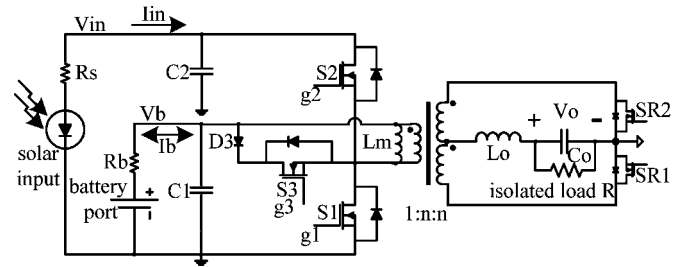 Vin
Iin
Rs
C2
S2
g2
solar
input
Vb
Ib
Rb
battery
port
C1
D3
S3
g3
Lm
S1
g1
1:n:n
+ Vo -
Lo
Co
isolated load R
SR2
SR1